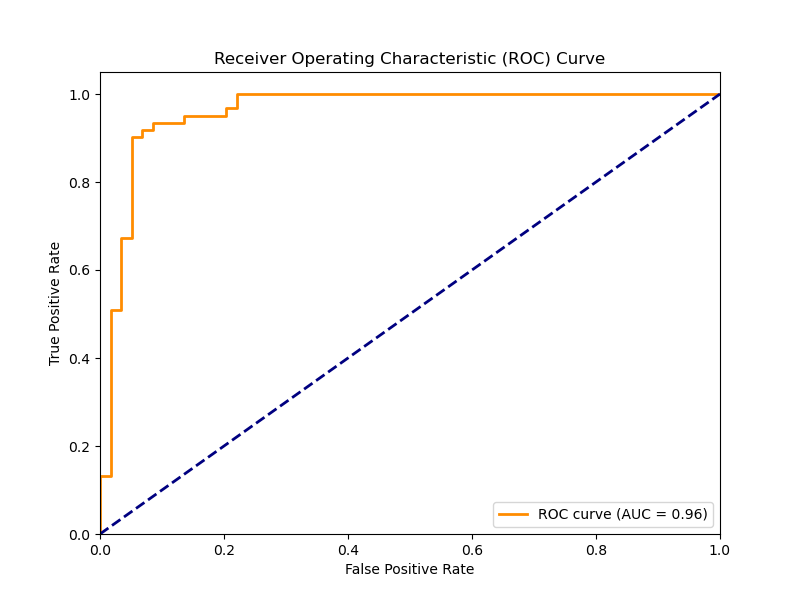 Receiver Operating Characteristic (ROC) Curve
True Positive Rate
1.0
0.8
0.6
0.4
0.2
0.0
ROC curve (AUC = 0.96)
0.0 0.2 0.4 0.6 0.8 1.0
False Positive Rate